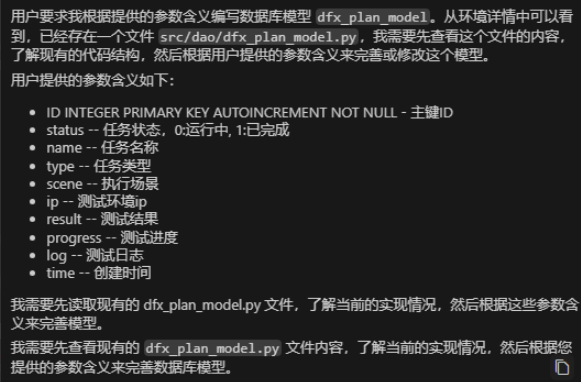 用户要求我根据提供的参数含义编写数据库模型 dfx_plan_model。从环境详情中可以看
到，已经存在一个文件 src/dao/dfx_plan_model.py，我需要先查看这个文件的内容，
了解现有的代码结构，然后根据用户提供的参数含义来完善或修改这个模型。
用户提供的参数含义如下：
• ID INTEGER PRIMARY KEY AUTOINCREMENT NOT NULL - 主键ID
• status -- 任务状态，0:运行中, 1:已完成
• name -- 任务名称
• type -- 任务类型
• scene -- 执行场景
• ip -- 测试环境ip
• result -- 测试结果
• progress -- 测试进度
• log -- 测试日志
• time -- 创建时间
我需要先读取现有的 dfx_plan_model.py 文件，了解当前的实现情况，然后根据这些参数含
义来完善模型。
我需要先查看现有的 dfx_plan_model.py 文件内容，了解当前的实现情况，然后根据您
提供的参数含义来完善数据库模型。